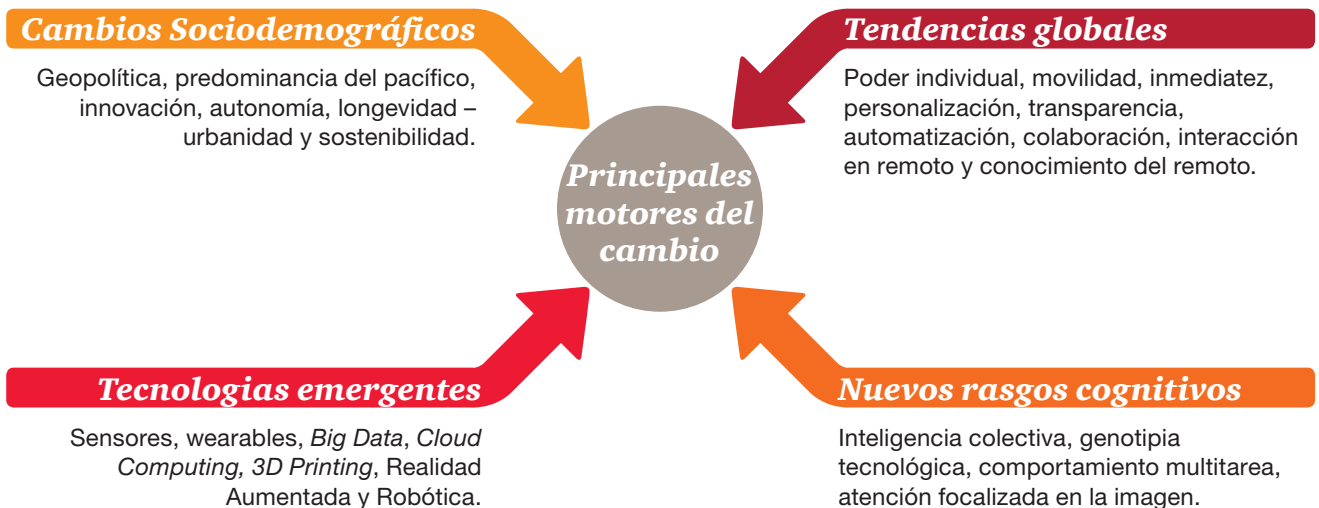 Cambios Sociodemográficos
Geopolítica, predominancia del pacífico,
innovación, autonomía, longevidad –
urbanidad y sostenibilidad.
Tendencias globales
Poder individual, movilidad, inmediatez,
personalización, transparencia,
automatización, colaboración, interacción
en remoto y conocimiento del remoto.
Principales
motores del
cambio
Tecnologias emergentes
Sensores, wearables, Big Data, Cloud
Computing, 3D Printing, Realidad
Aumentada y Robótica.
Nuevos rasgos cognitivos
Inteligencia colectiva, genotipia
tecnológica, comportamiento multitarea,
atención focalizada en la imagen.